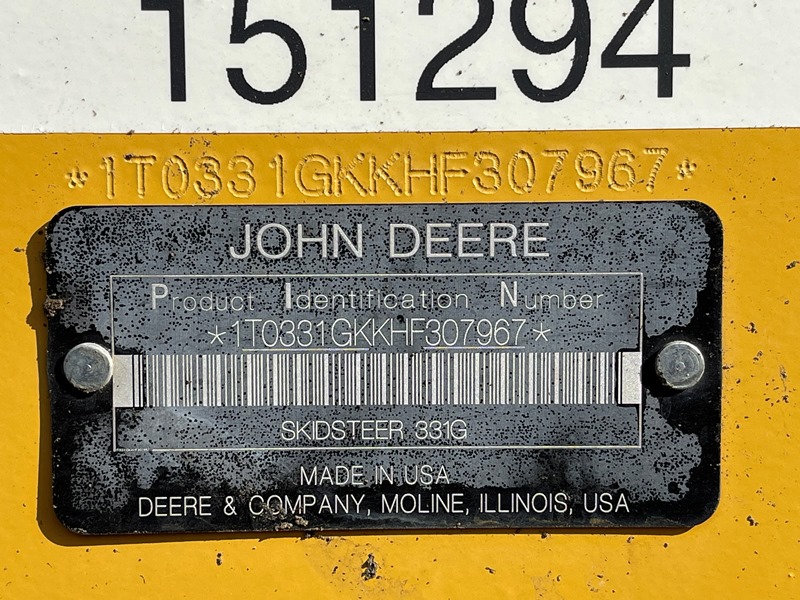 151294
*1T0331GKKHF307967*
JOHN DEERE
Product Identification Number
*1T0331GKKHF307967*
SKIDSTEER 331G
MADE IN USA
DEERE & COMPANY, MOLINE, ILLINOIS, USA